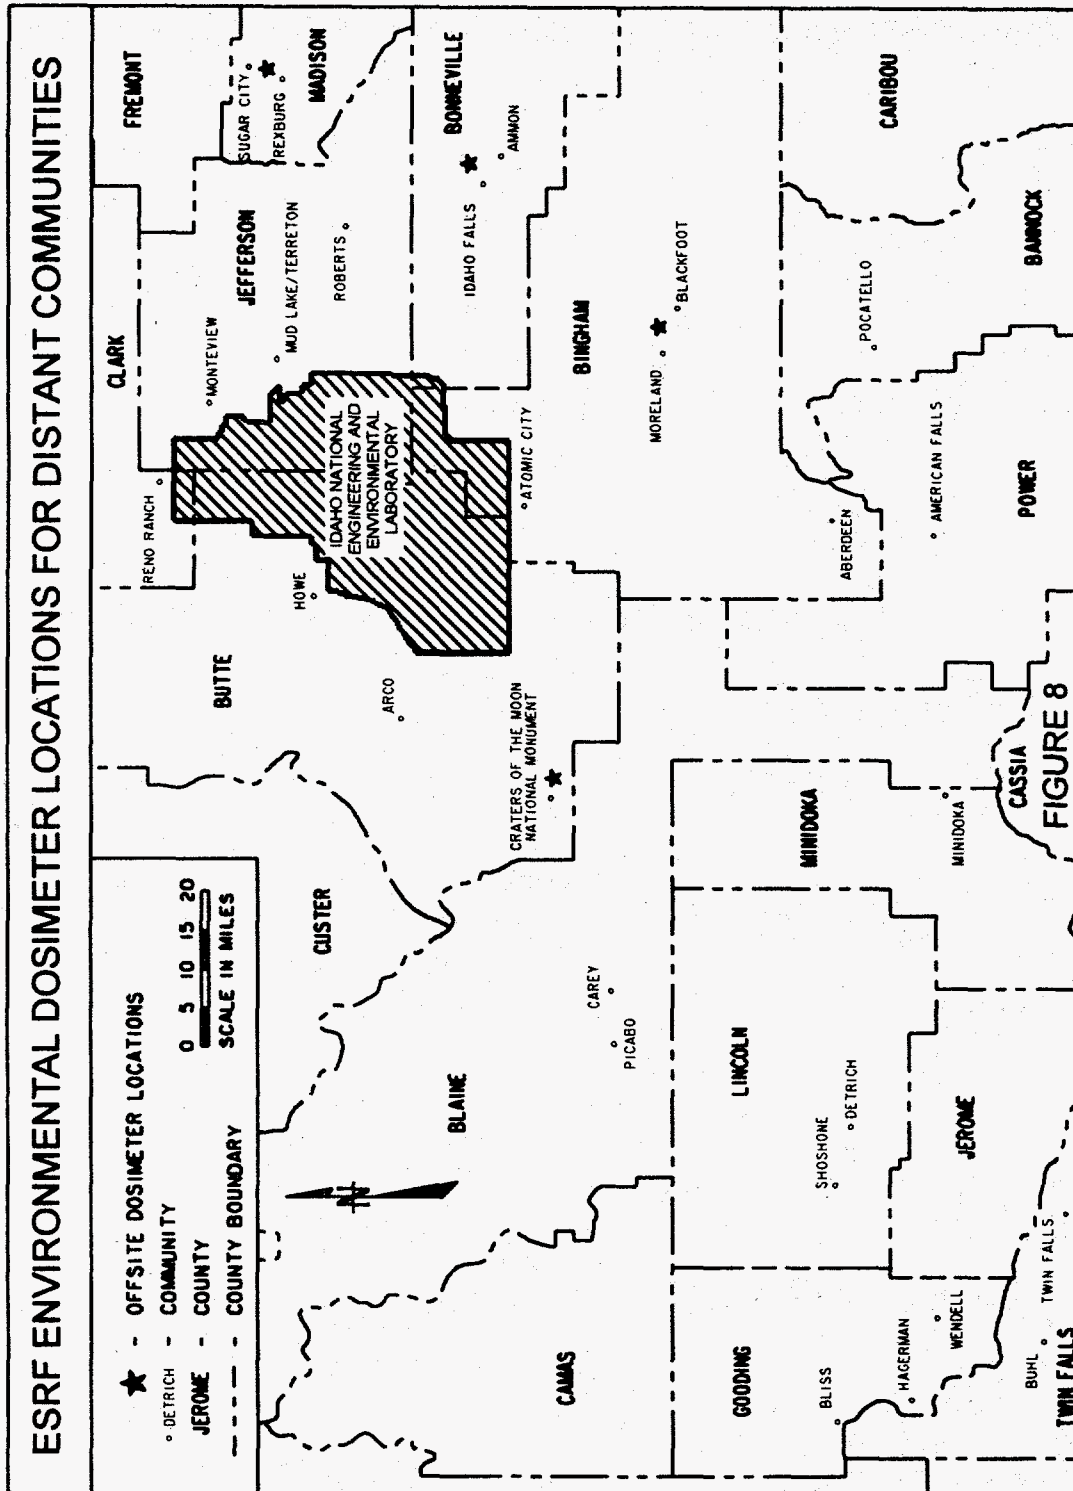 ESRF ENVIRONMENTAL DOSIMETER LOCATIONS FOR DISTANT COMMUNITIES
★ - OFFSITE DOSIMETER LOCATIONS
DETRICH - COMMUNITY
JEROME - COUNTY
- COUNTY BOUNDARY
0 5 10 15 20
SCALE IN MILES
N
CUSTER
BUTTE
CLARK
FREMONT
RENO RANCH
MONTEVIEW
JEFFERSON
MUD LAKE/TERRETON
ROBERTS
SUGAR CITY
REXBURG
MADISON
HOWE
IDAHO NATIONAL
ENGINEERING AND
ENVIRONMENTAL
LABORATORY
ARCO
BONNEVILLE
IDAHO FALLS
AMMON
BLAINE
CRATERS OF THE MOON
NATIONAL MONUMENT
ATOMIC CITY
CAMAS
CAREY
PICABO
BINGHAM
MORELAND
BLACKFOOT
GOODING
LINCOLN
MINIDOKA
SHOSHONE
DETRICH
ABERDEEN
POCATELLO
CARIBOU
BLISS
HAGERMAN
WENDELL
JEROME
MINIDOKA
AMERICAN FALLS
POWER
BANNOCK
CASSIA
BUHL
TWIN FALLS
TWIN FALLS
FIGURE 8